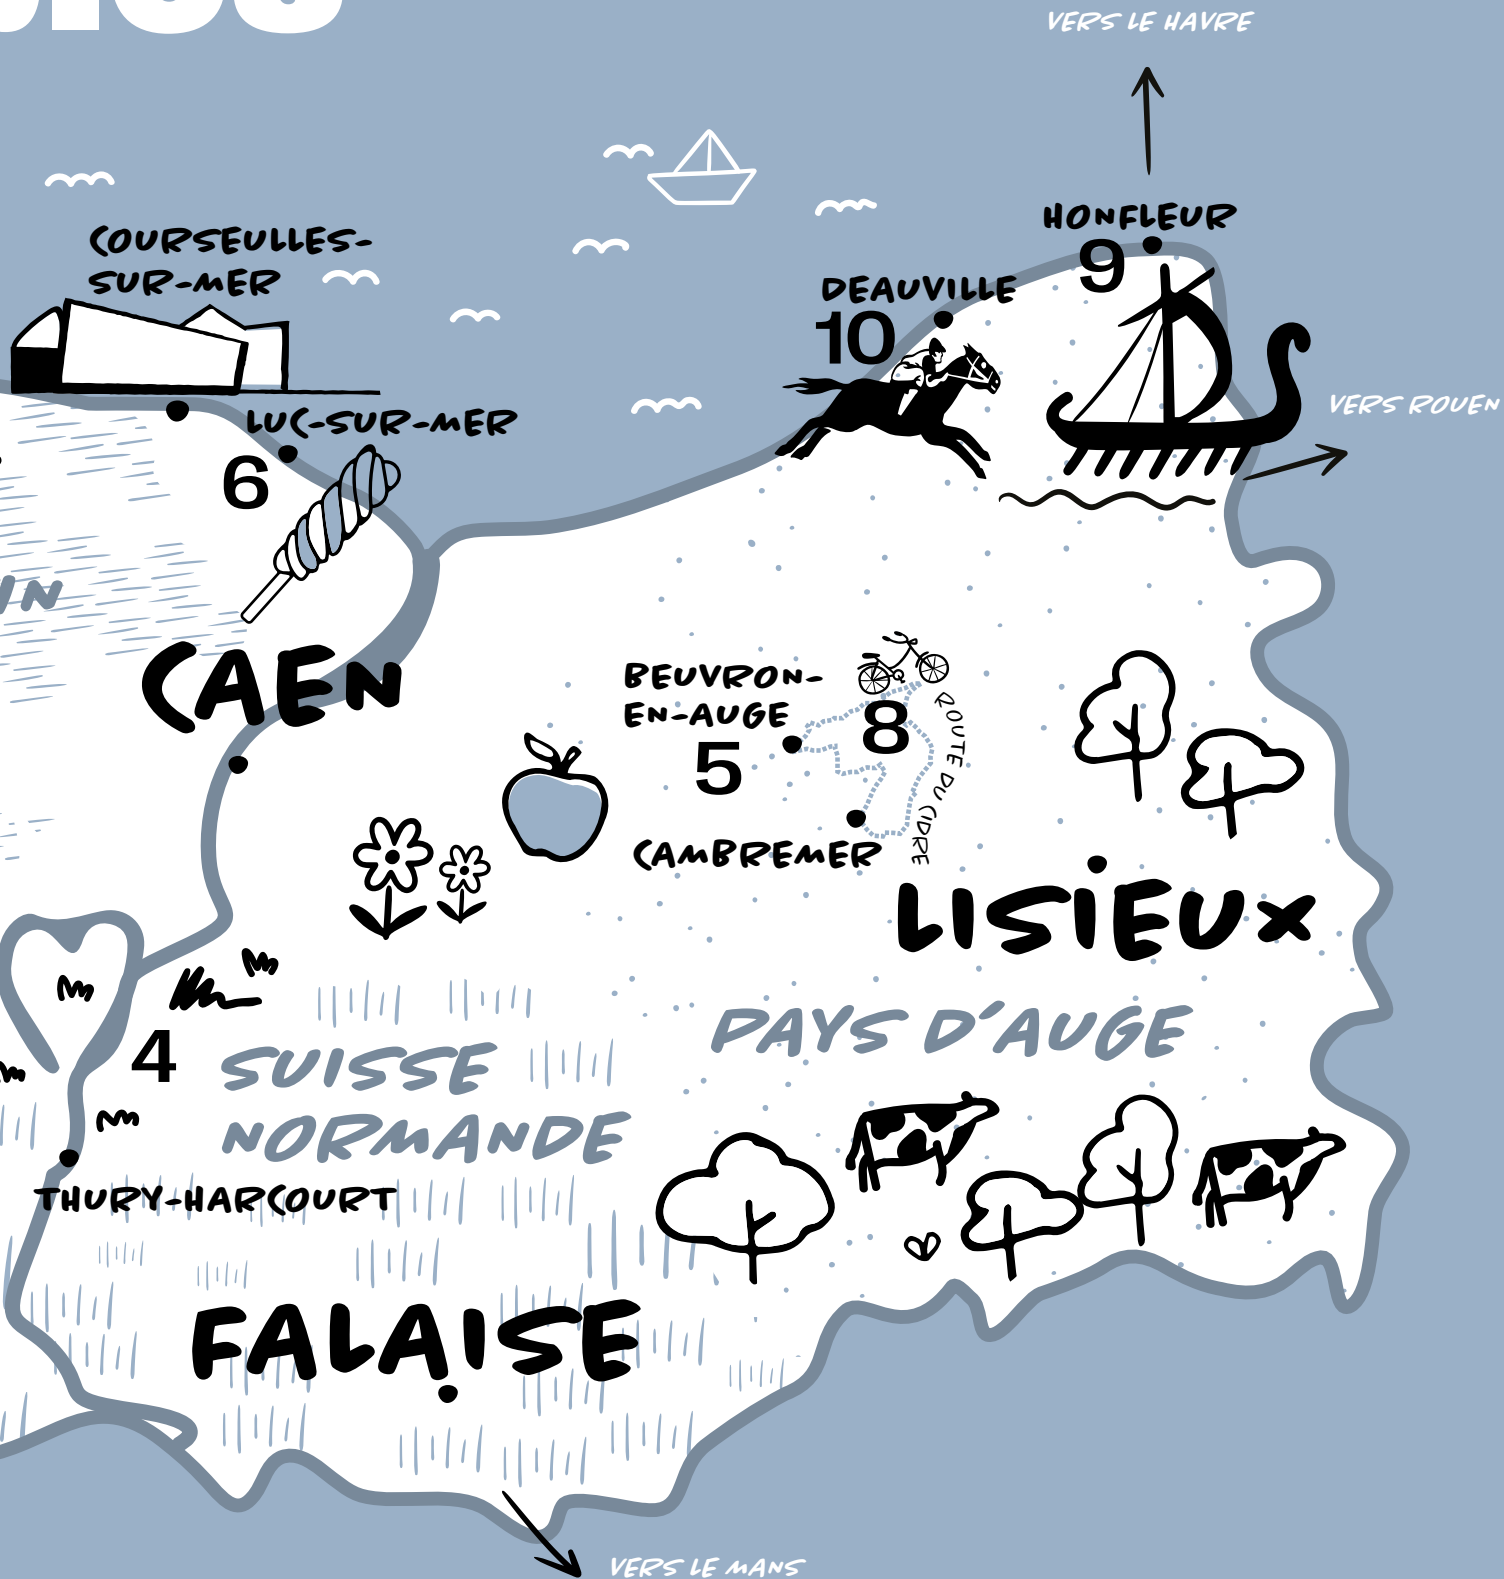 VERS LE HAVRE
HONFLEUR
9
COURSEULLES-
SUR-MER
DEAUVILLE
10
VERS ROUEN
LUC-SUR-MER
6
CAEN
BEUVRON-
EN-AUGE
5
8
ROUTE DU CIDRE
CAMBREMER
LISIEUX
PAYS D'AUGE
4
SUISSE
NORMANDE
THURY-HARCOURT
FALAISE
VERS LE MANS